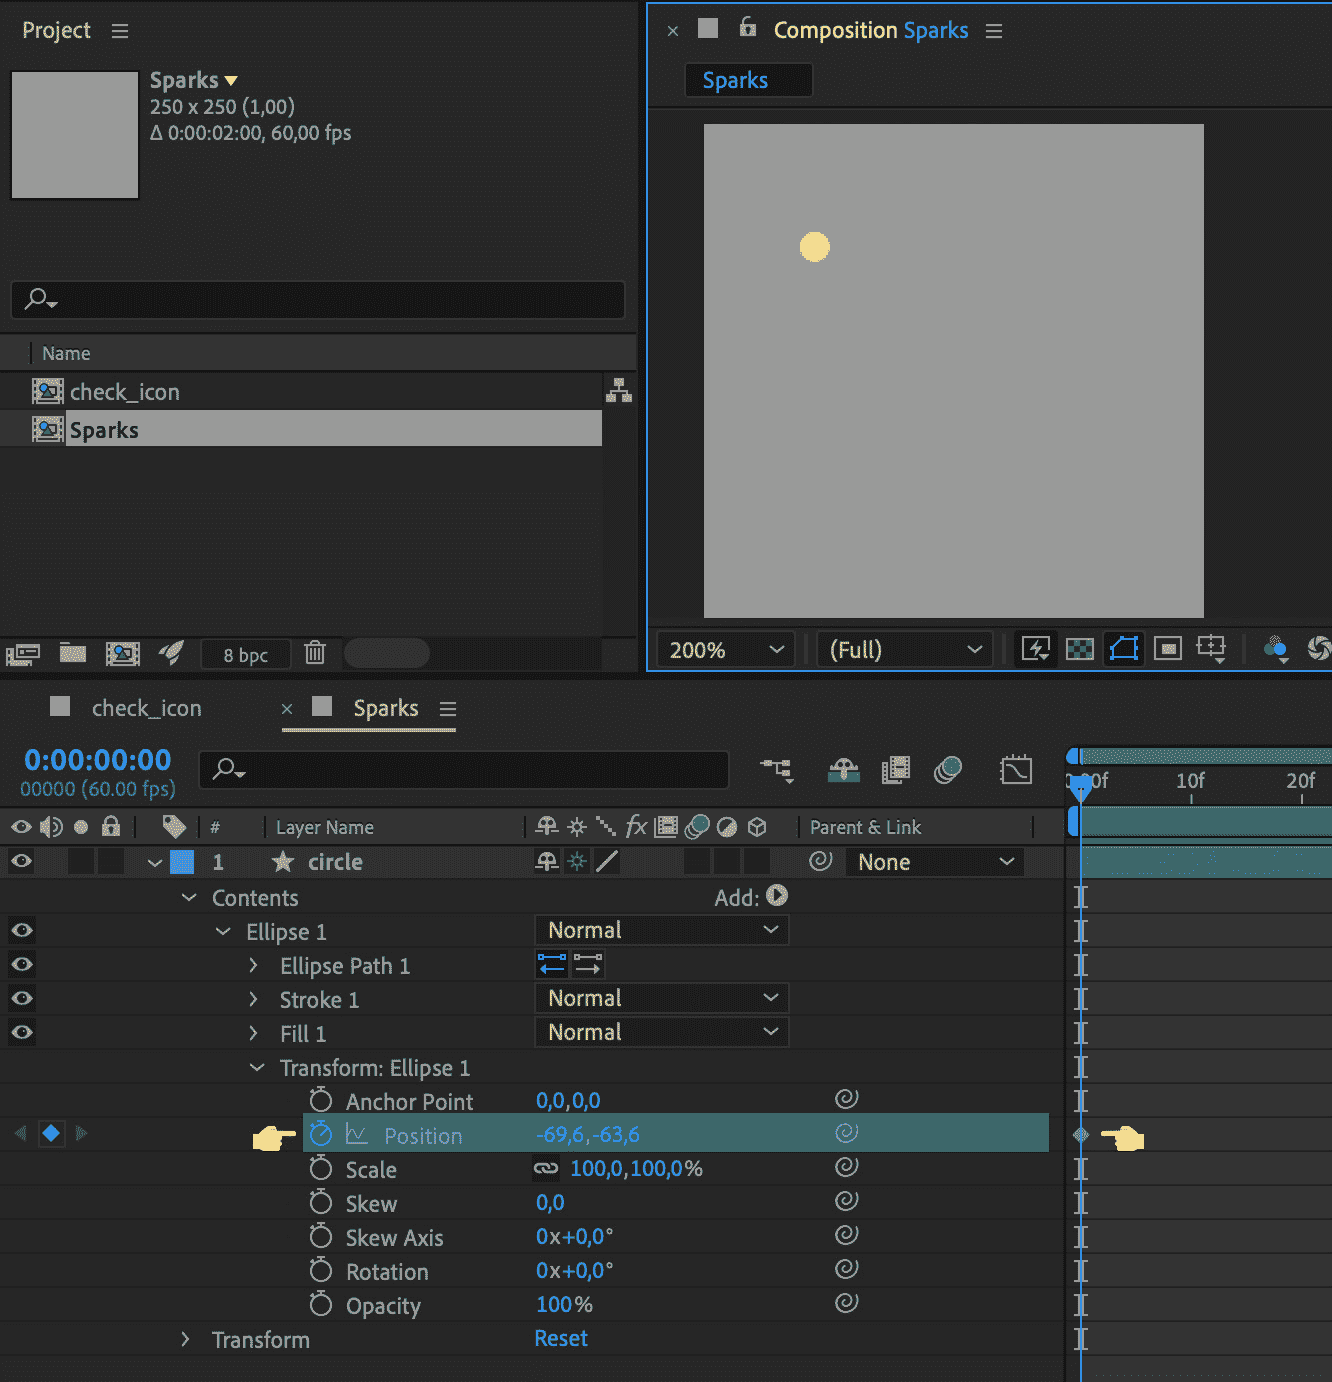 Project
Sparks
250 x 250 (1,00)
Δ 0:00:02:00, 60,00 fps
Name
check_icon
Sparks
8 bpc
Composition Sparks
Sparks
200%
(Full)
check_icon
Sparks
0:00:00:00
00000 (60.00 fps)
10f
20f
#
Layer Name
fx
Parent & Link
1
circle
None
Contents
Add:
Ellipse 1
Normal
Ellipse Path 1
Stroke 1
Normal
Fill 1
Normal
Transform: Ellipse 1
Anchor Point
0,0,0,0
Position
-69,6,-63,6
Scale
100,0,100,0%
Skew
0,0
Skew Axis
0x+0,0°
Rotation
0x+0,0°
Opacity
100%
Transform
Reset